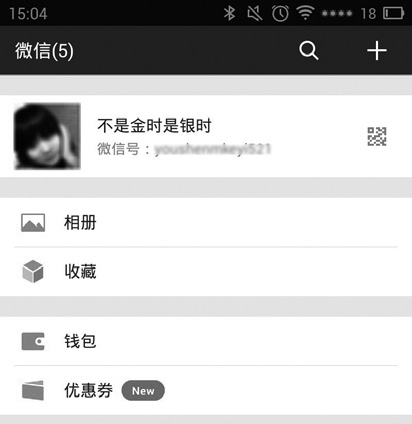 15:04 18
微信(5)
不是金时是银时
微信号：youshenmkeyi521
相册
收藏
钱包
优惠券 New